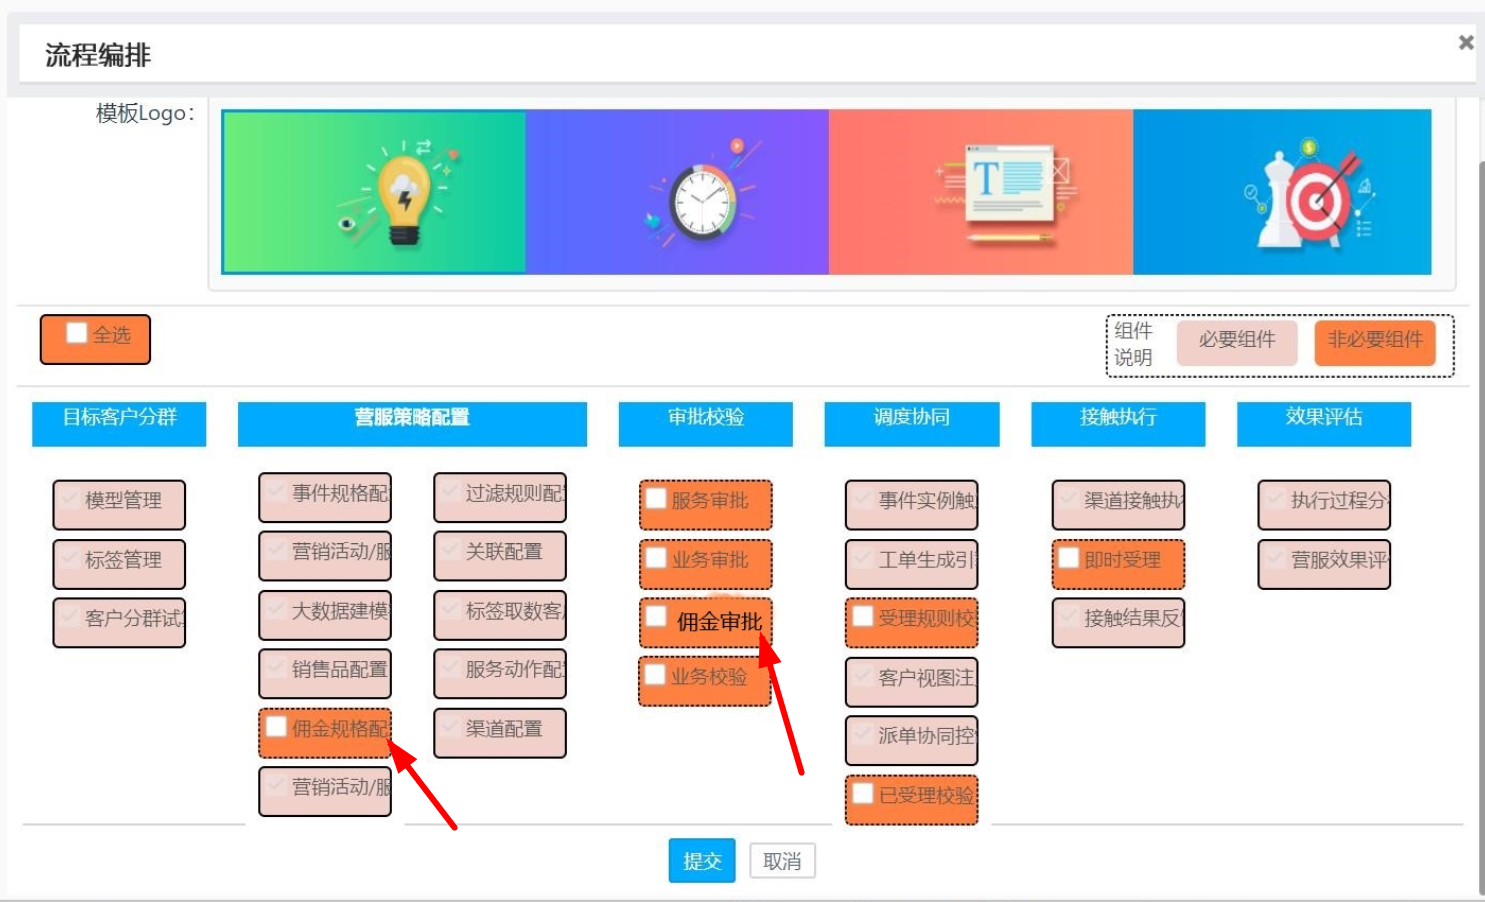 流程编排
模板Logo：
T
全选
组件
说明
必要组件
非必要组件
目标客户分群
营服策略配置
审批校验
调度协同
接触执行
效果评估
模型管理
标签管理
客户分群试
事件规格配
营销活动/服
大数据建模
销售品配置
佣金规格配
营销活动/服
过滤规则配
关联配置
标签取数客
服务动作配
渠道配置
服务审批
业务审批
佣金审批
业务校验
事件实例触
工单生成引
受理规则校
客户视图注
派单协同控
已受理校验
渠道接触执
即时受理
接触结果反
执行过程分
营服效果评
提交
取消